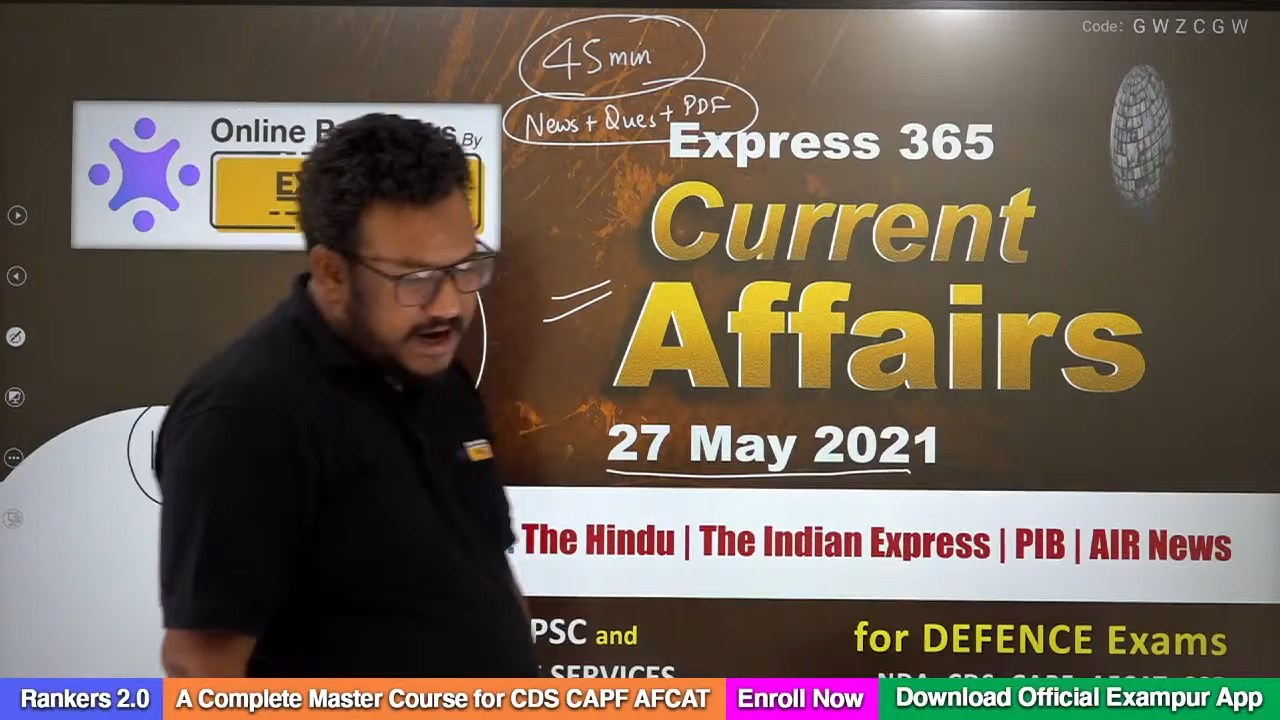 Code: GWZCGW
45 min
News + Ques + PDF
Online By
Express 365
Current
Affairs
27 May 2021
The Hindu | The Indian Express | PIB | AIR News
PSC and
SERVICES
for DEFENCE Exams
Rankers 2.0
A Complete Master Course for CDS CAPF AFCAT
Enroll Now
Download Official Exampur App